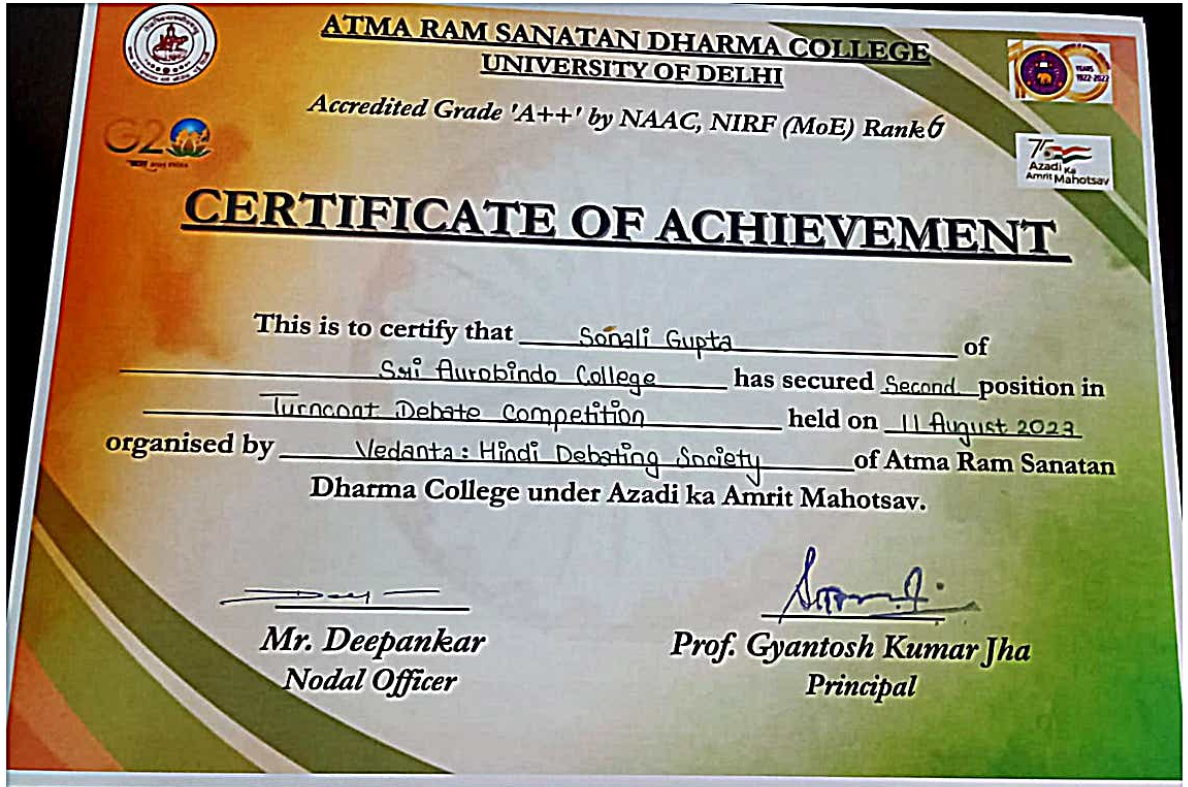 ATMA RAM SANATAN DHARMA COLLEGE
UNIVERSITY OF DELHI
Accredited Grade 'A++' by NAAC, NIRF (MoE) Rank 6
YEARS
1922-2022
G20
75
Azadi Ka
Amrit Mahotsav
CERTIFICATE OF ACHIEVEMENT
This is to certify that Sonali Gupta of
Sri Aurobindo College has secured Second position in
Turncoat Debate Competition held on 11 August 2023
organised by Vedanta: Hindi Debating Society of Atma Ram Sanatan
Dharma College under Azadi ka Amrit Mahotsav.
Mr. Deepankar
Nodal Officer
Prof. Gyantosh Kumar Jha
Principal